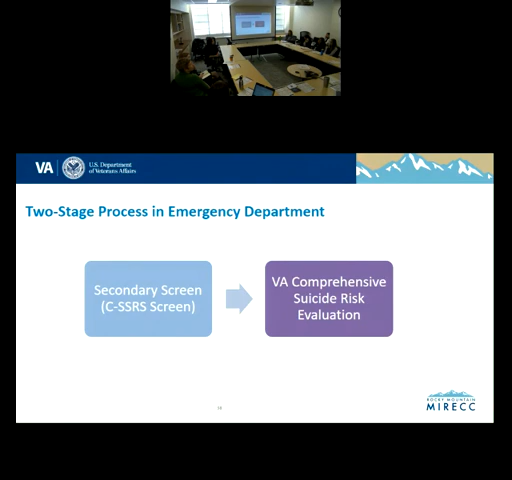 VA
U.S. Department
of Veterans Affairs
Two-Stage Process in Emergency Department
Secondary Screen
(C-SSRS Screen)
VA Comprehensive
Suicide Risk
Evaluation
ROCKY MOUNTAIN
MIRECC
14